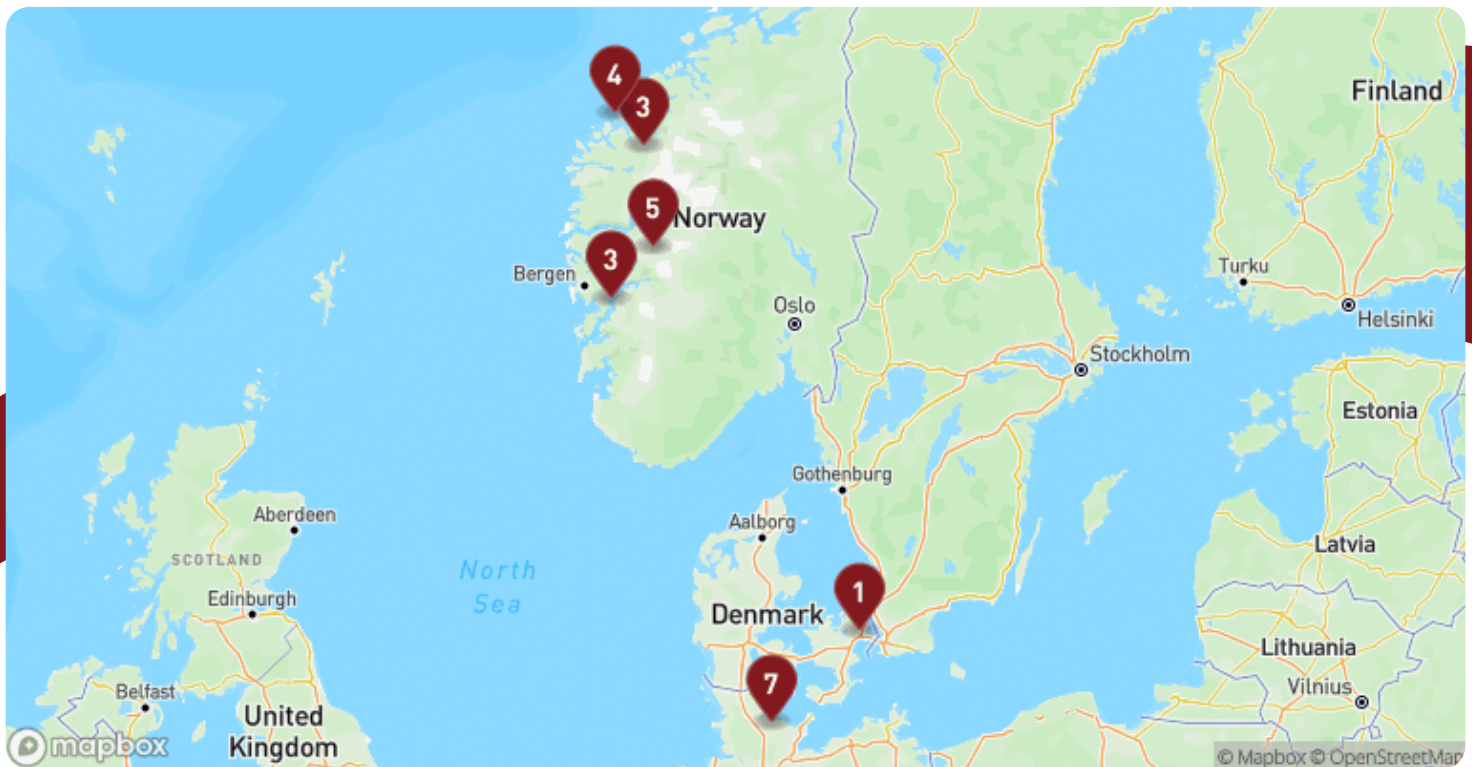 4
3
Finland
5
Norway
3
Bergen
Turku
Oslo
Helsinki
Stockholm
Estonia
Gothenburg
Aberdeen
Aalborg
SCOTLAND
Latvia
North
Sea
1
Edinburgh
Denmark
Lithuania
7
Vilnius
Belfast
United
Kingdom
mapbox
© Mapbox © OpenStreetMap